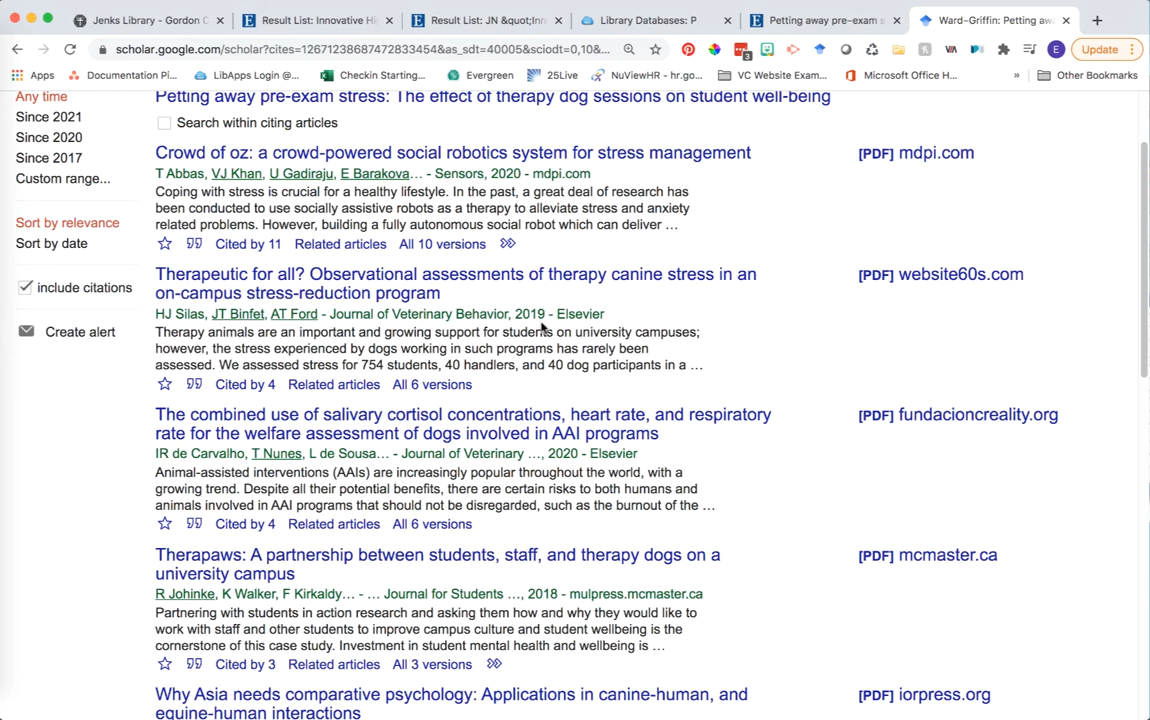 Jenks Library - Gordon C
Result List: Innovative Hi
Result List: JN &quot;Inn
Library Databases: P
Petting away pre-exam s
Ward-Griffin: Petting aw
scholar.google.com/scholar?cites=12671238687472833454&as_sdt=40005&sciodt=0,10&...
3
E
Update
Apps
Documentation Pi...
LibApps Login @...
Checkin Starting...
Evergreen
25Live
NuViewHR - hr.go...
VC Website Exam...
Microsoft Office H...
»
Other Bookmarks
Any time
Since 2021
Since 2020
Since 2017
Custom range...
Sort by relevance
Sort by date
include citations
Create alert
Petting away pre-exam stress: The effect of therapy dog sessions on student well-being
Search within citing articles
Crowd of oz: a crowd-powered social robotics system for stress management
[PDF] mdpi.com
T Abbas, VJ Khan, U Gadiraju, E Barakova... - Sensors, 2020 - mdpi.com
Coping with stress is crucial for a healthy lifestyle. In the past, a great deal of research has
been conducted to use socially assistive robots as a therapy to alleviate stress and anxiety
related problems. However, building a fully autonomous social robot which can deliver ...
Cited by 11 Related articles All 10 versions
Therapeutic for all? Observational assessments of therapy canine stress in an
on-campus stress-reduction program
[PDF] website60s.com
HJ Silas, JT Binfet, AT Ford - Journal of Veterinary Behavior, 2019 - Elsevier
Therapy animals are an important and growing support for students on university campuses;
however, the stress experienced by dogs working in such programs has rarely been
assessed. We assessed stress for 754 students, 40 handlers, and 40 dog participants in a ...
Cited by 4 Related articles All 6 versions
The combined use of salivary cortisol concentrations, heart rate, and respiratory
rate for the welfare assessment of dogs involved in AAI programs
[PDF] fundacioncreality.org
IR de Carvalho, T Nunes, L de Sousa... - Journal of Veterinary ..., 2020 - Elsevier
Animal-assisted interventions (AAIs) are increasingly popular throughout the world, with a
growing trend. Despite all their potential benefits, there are certain risks to both humans and
animals involved in AAI programs that should not be disregarded, such as the burnout of the ...
Cited by 4 Related articles All 6 versions
Therapaws: A partnership between students, staff, and therapy dogs on a
university campus
[PDF] mcmaster.ca
R Johinke, K Walker, F Kirkaldy... - ... Journal for Students ..., 2018 - mulpress.mcmaster.ca
Partnering with students in action research and asking them how and why they would like to
work with staff and other students to improve campus culture and student wellbeing is the
cornerstone of this case study. Investment in student mental health and wellbeing is ...
Cited by 3 Related articles All 3 versions
Why Asia needs comparative psychology: Applications in canine-human, and
equine-human interactions
[PDF] iorpress.org